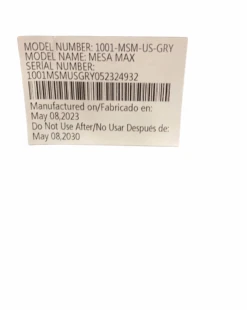 MODEL NUMBER: 1001-MSM-US-GRY
MODEL NAME: MESA MAX
SERIAL NUMBER:
1001MSMUSGRY052324932
Manufactured on/Fabricado en:
May 08,2023
Do Not Use After/No Usar Después de:
May 08,2030